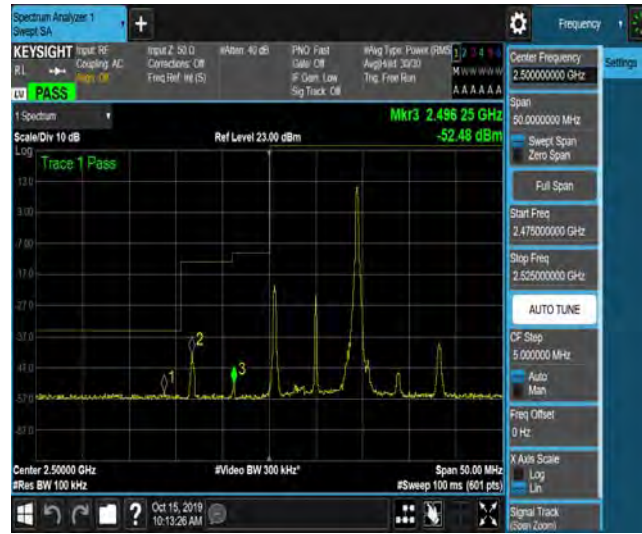 Spectrum Analyzer 1
Swept SA
+
Frequency
KEYSIGHT
Input: RF
Input Z: 50 Ω
#Atten: 40 dB
PNO: Fast
#Avg Type: Power (RMS
1 2 3 4 5 6
RL
Coupling: AC
Corrections: Off
Gate: Off
Avg|Hold: 30/30
M W W W W W
Align: Off
Freq Ref: Int (S)
IF Gain: Low
Trig: Free Run
Sig Track: Off
A A A A A A
LXI
PASS
1 Spectrum
Mkr3 2.496 25 GHz
Scale/Div 10 dB
Ref Level 23.00 dBm
-52.48 dBm
Log
Trace 1 Pass
13.0
3.00
-7.00
-17.0
-27.0
-37.0
-47.0
-57.0
-67.0
1
2
3
Center 2.50000 GHz
#Video BW 300 kHz*
Span 50.00 MHz
#Res BW 100 kHz
#Sweep 100 ms (601 pts)
?
Oct 15, 2019
10:13:26 AM
Center Frequency
2.500000000 GHz
Settings
Span
50.0000000 MHz
Swept Span
Zero Span
Full Span
Start Freq
2.475000000 GHz
Stop Freq
2.525000000 GHz
AUTO TUNE
CF Step
5.000000 MHz
Auto
Man
Freq Offset
0 Hz
X Axis Scale
Log
Lin
Signal Track
(Span Zoom)